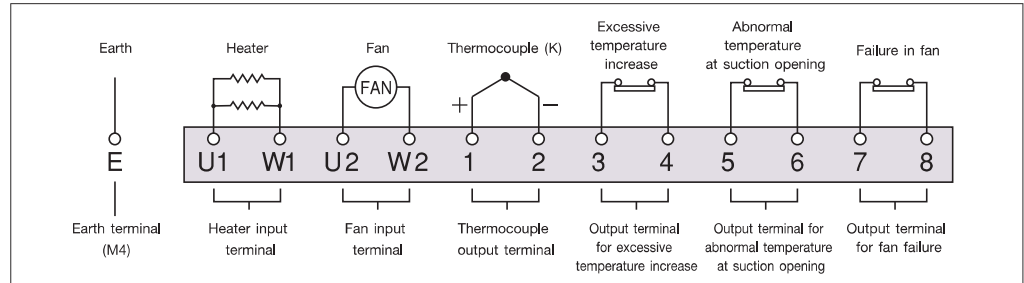 Earth
Heater
Fan
Thermocouple (K)
Excessive
temperature
increase
Abnormal
temperature
at suction opening
Failure in fan
FAN
+
−
E
U1
W1
U2
W2
1
2
3
4
5
6
7
8
Earth terminal
(M4)
Heater input
terminal
Fan input
terminal
Thermocouple
output terminal
Output terminal
for excessive
temperature increase
Output terminal for
abnormal temperature
at suction opening
Output terminal
for fan failure